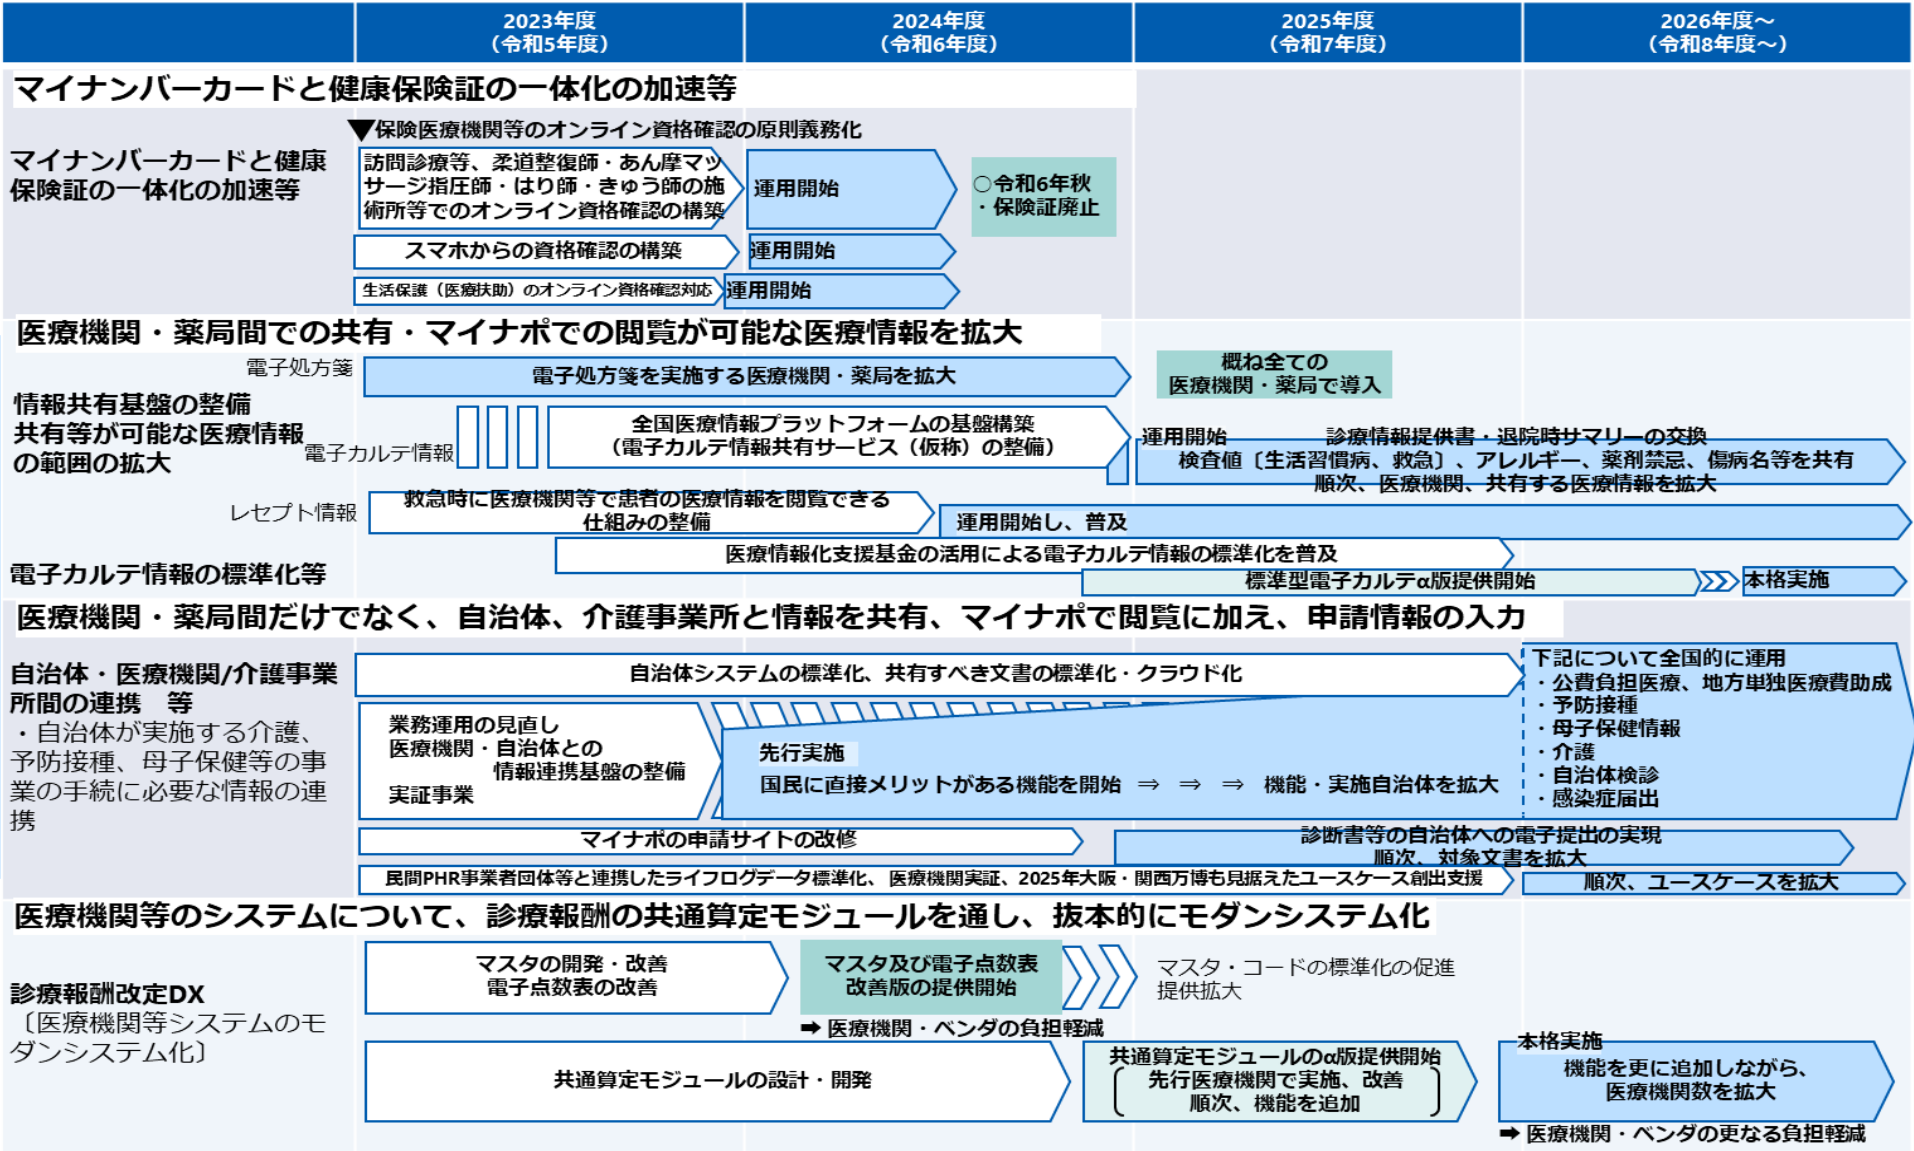 2023年度
（令和5年度）
2024年度
（令和6年度）
2025年度
（令和7年度）
2026年度～
（令和8年度～）
マイナンバーカードと健康保険証の一体化の加速等
マイナンバーカードと健康
保険証の一体化の加速等
▼保険医療機関等のオンライン資格確認の原則義務化
訪問診療等、柔道整復師・あん摩マッ
サージ指圧師・はり師・きゅう師の施
術所等でのオンライン資格確認の構築
運用開始
○令和6年秋
・保険証廃止
スマホからの資格確認の構築
運用開始
生活保護（医療扶助）のオンライン資格確認対応
運用開始
医療機関・薬局間での共有・マイナポでの閲覧が可能な医療情報を拡大
情報共有基盤の整備
共有等が可能な医療情報
の範囲の拡大
電子処方箋
電子処方箋を実施する医療機関・薬局を拡大
概ね全ての
医療機関・薬局で導入
電子カルテ情報
全国医療情報プラットフォームの基盤構築
（電子カルテ情報共有サービス（仮称）の整備）
運用開始
診療情報提供書・退院時サマリーの交換
検査値〔生活習慣病、救急〕、アレルギー、薬剤禁忌、傷病名等を共有
順次、医療機関、共有する医療情報を拡大
レセプト情報
救急時に医療機関等で患者の医療情報を閲覧できる
仕組みの整備
運用開始し、普及
電子カルテ情報の標準化等
医療情報化支援基金の活用による電子カルテ情報の標準化を普及
標準型電子カルテα版提供開始
本格実施
医療機関・薬局間だけでなく、自治体、介護事業所と情報を共有、マイナポで閲覧に加え、申請情報の入力
自治体・医療機関/介護事業
所間の連携　等
・自治体が実施する介護、
予防接種、母子保健等の事
業の手続に必要な情報の連
携
自治体システムの標準化、共有すべき文書の標準化・クラウド化
業務運用の見直し
医療機関・自治体との
情報連携基盤の整備
実証事業
先行実施
国民に直接メリットがある機能を開始　⇒　⇒　⇒　機能・実施自治体を拡大
下記について全国的に運用
・公費負担医療、地方単独医療費助成
・予防接種
・母子保健情報
・介護
・自治体検診
・感染症届出
マイナポの申請サイトの改修
診断書等の自治体への電子提出の実現
順次、対象文書を拡大
民間PHR事業者団体等と連携したライフログデータ標準化、医療機関実証、2025年大阪・関西万博も見据えたユースケース創出支援
順次、ユースケースを拡大
医療機関等のシステムについて、診療報酬の共通算定モジュールを通し、抜本的にモダンシステム化
診療報酬改定DX
〔医療機関等システムのモ
ダンシステム化〕
マスタの開発・改善
電子点数表の改善
マスタ及び電子点数表
改善版の提供開始
マスタ・コードの標準化の促進
提供拡大
➡ 医療機関・ベンダの負担軽減
共通算定モジュールの設計・開発
共通算定モジュールのα版提供開始
先行医療機関で実施、改善
順次、機能を追加
本格実施
機能を更に追加しながら、
医療機関数を拡大
➡ 医療機関・ベンダの更なる負担軽減